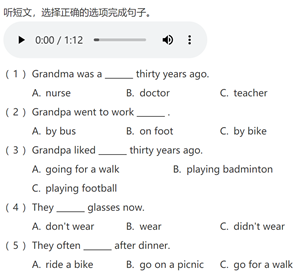 听短文，选择正确的选项完成句子。
0:00 / 1:12
（1）Grandma was a ______ thirty years ago.
A. nurse B. doctor C. teacher
（2）Grandpa went to work ______ .
A. by bus B. on foot C. by bike
（3）Grandpa liked ______ thirty years ago.
A. going for a walk B. playing badminton
C. playing football
（4）They ______ glasses now.
A. don't wear B. wear C. didn't wear
（5）They often ______ after dinner.
A. ride a bike B. go on a picnic C. go for a walk